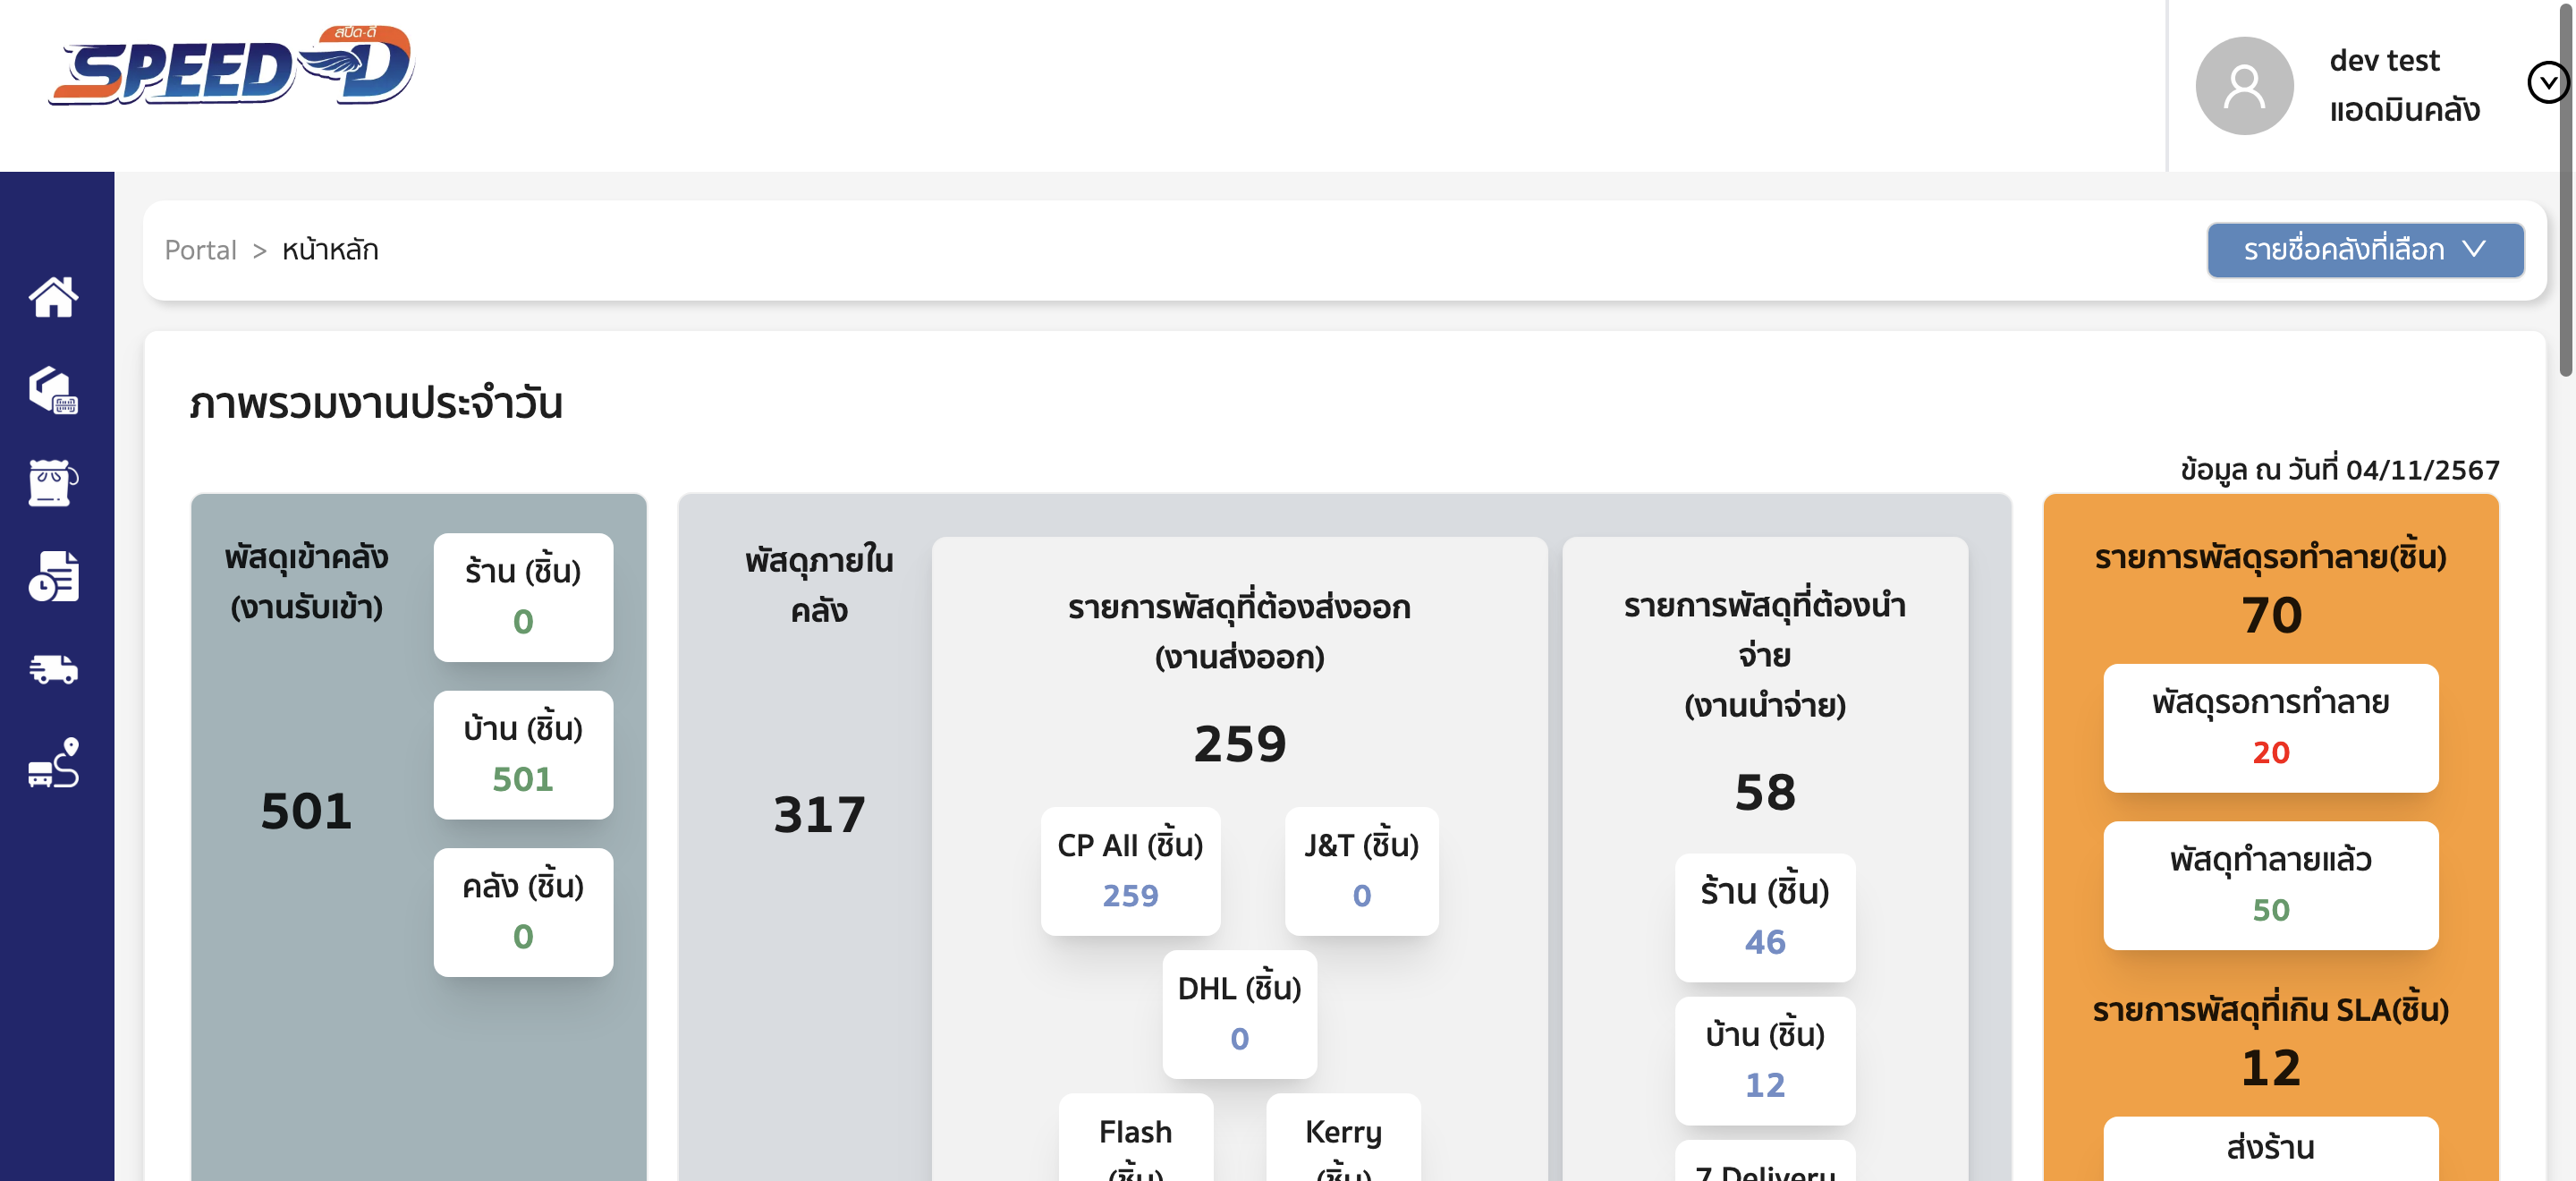 สปีด-ดี
SPEED-D
dev test
แอดมินคลัง
Portal > หน้าหลัก
รายชื่อคลังที่เลือก
ภาพรวมงานประจำวัน
ข้อมูล ณ วันที่ 04/11/2567
พัสดุเข้าคลัง
(งานรับเข้า)
501
ร้าน (ชิ้น)
0
บ้าน (ชิ้น)
501
คลัง (ชิ้น)
0
พัสดุภายใน
คลัง
317
รายการพัสดุที่ต้องส่งออก
(งานส่งออก)
259
CP All (ชิ้น)
259
J&T (ชิ้น)
0
DHL (ชิ้น)
0
Flash
(ชิ้น)
Kerry
(ชิ้น)
รายการพัสดุที่ต้องนำ
จ่าย
(งานนำจ่าย)
58
ร้าน (ชิ้น)
46
บ้าน (ชิ้น)
12
7 Delivery
รายการพัสดุรอทำลาย(ชิ้น)
70
พัสดุรอการทำลาย
20
พัสดุทำลายแล้ว
50
รายการพัสดุที่เกิน SLA(ชิ้น)
12
ส่งร้าน